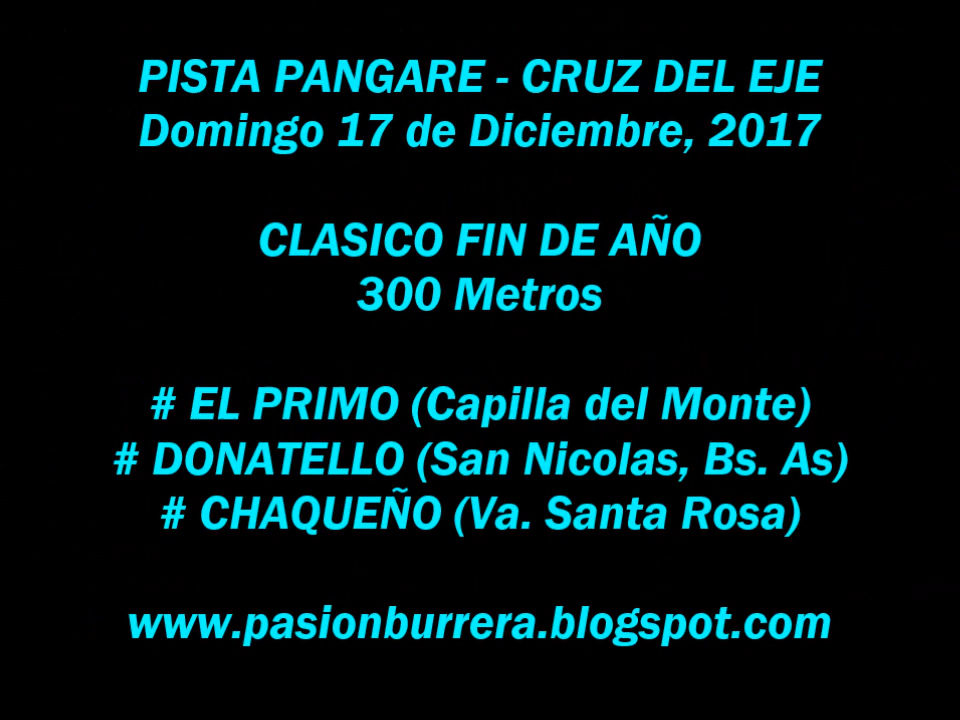 PISTA PANGARE - CRUZ DEL EJE
Domingo 17 de Diciembre, 2017
CLASICO FIN DE AÑO
300 Metros
# EL PRIMO (Capilla del Monte)
# DONATELLO (San Nicolas, Bs. As)
# CHAQUEÑO (Va. Santa Rosa)
www.pasionburrera.blogspot.com